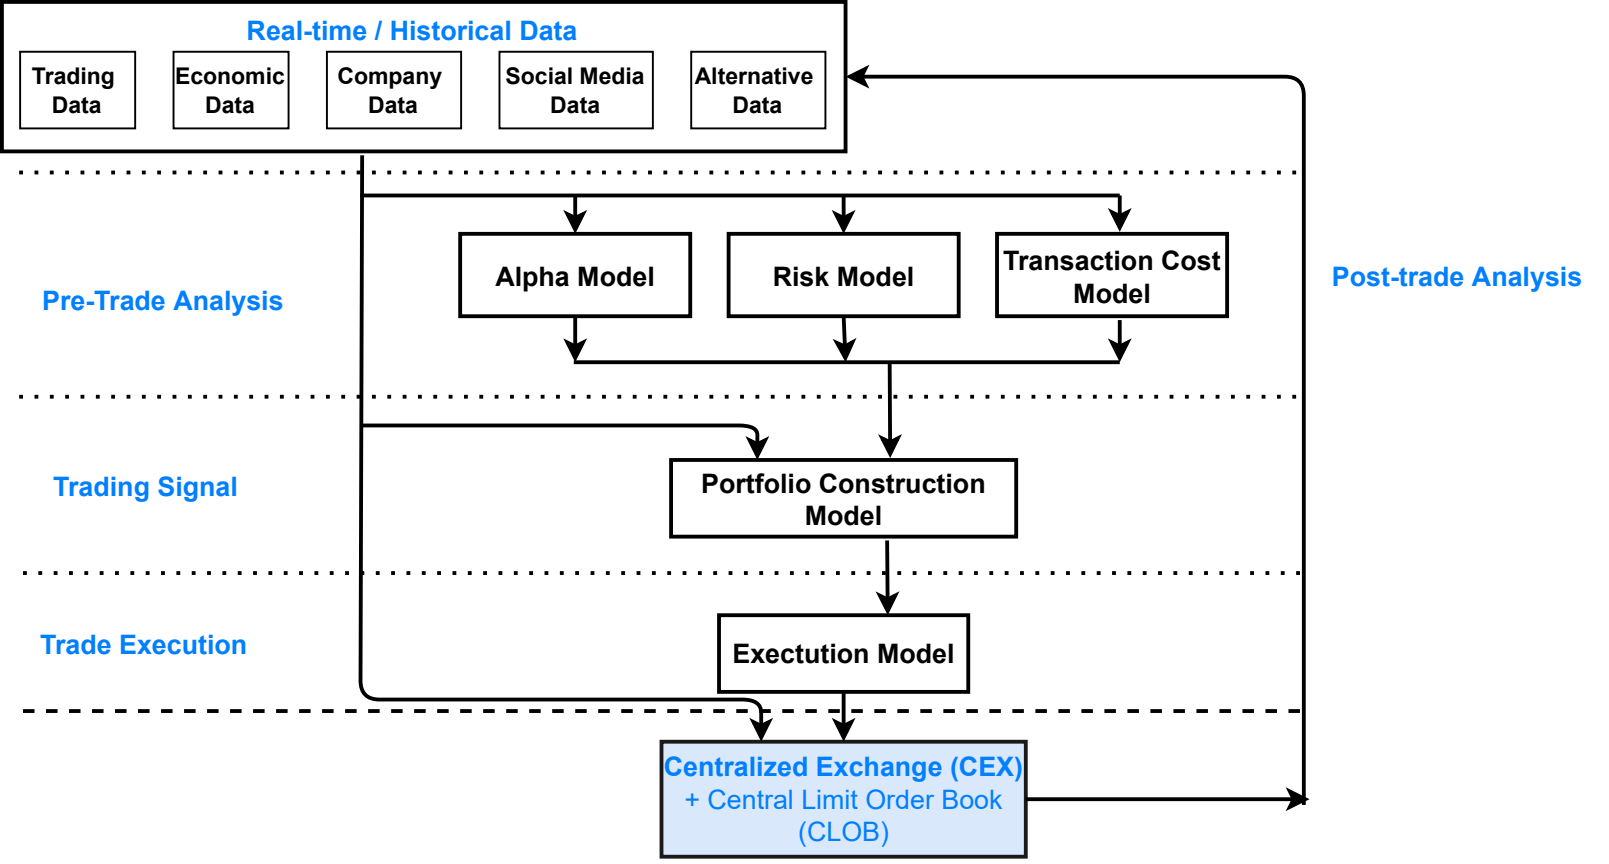 Real-time / Historical Data
Trading
Data
Economic
Data
Company
Data
Social Media
Data
Alternative
Data
Pre-Trade Analysis
Alpha Model
Risk Model
Transaction Cost
Model
Post-trade Analysis
Trading Signal
Portfolio Construction
Model
Trade Execution
Exectution Model
Centralized Exchange (CEX)
+ Central Limit Order Book
(CLOB)